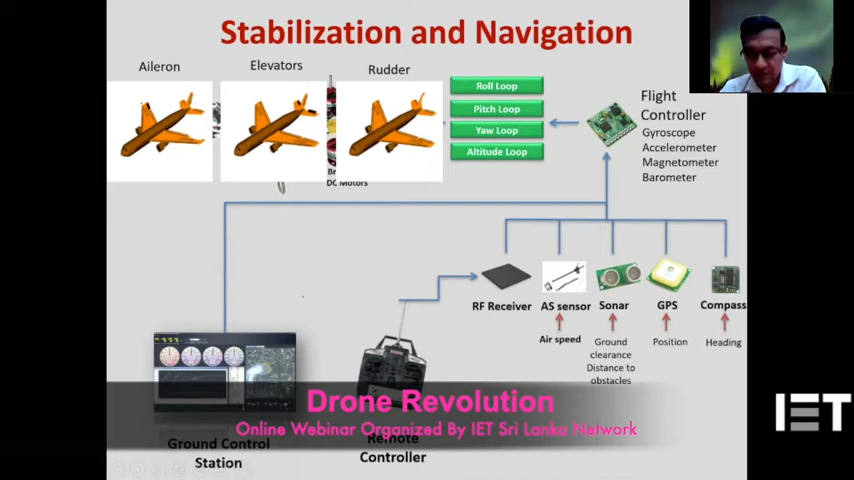 Stabilization and Navigation
Aileron
Elevators
Rudder
Roll Loop
Pitch Loop
Yaw Loop
Altitude Loop
Flight
Controller
Gyroscope
Accelerometer
Magnetometer
Barometer
DC Motors
RF Receiver
AS sensor
Sonar
GPS
Compass
Air speed
Ground
clearance
Distance to
obstacles
Position
Heading
Drone Revolution
Online Webinar Organized By IET Sri Lanka Network
IET
Ground Control
Station
Remote
Controller